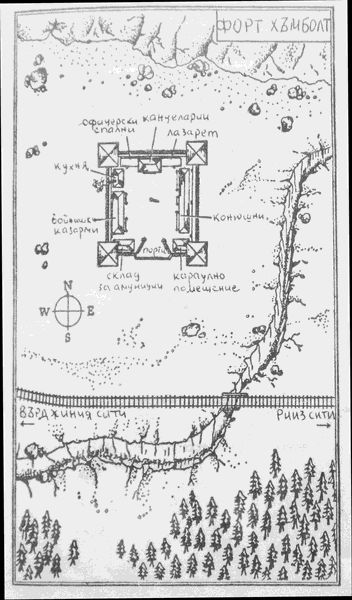 ФОРТ ХЪМБОЛТ
офицерски
спални
канцеларии
лазарет
кухня
войнишки
казарми
конюшни
порта
склад
за амуниции
караулно
помещение
N
W E
S
ВЪРДЖИНИЯ СИТИ
РИИЗ СИТИ